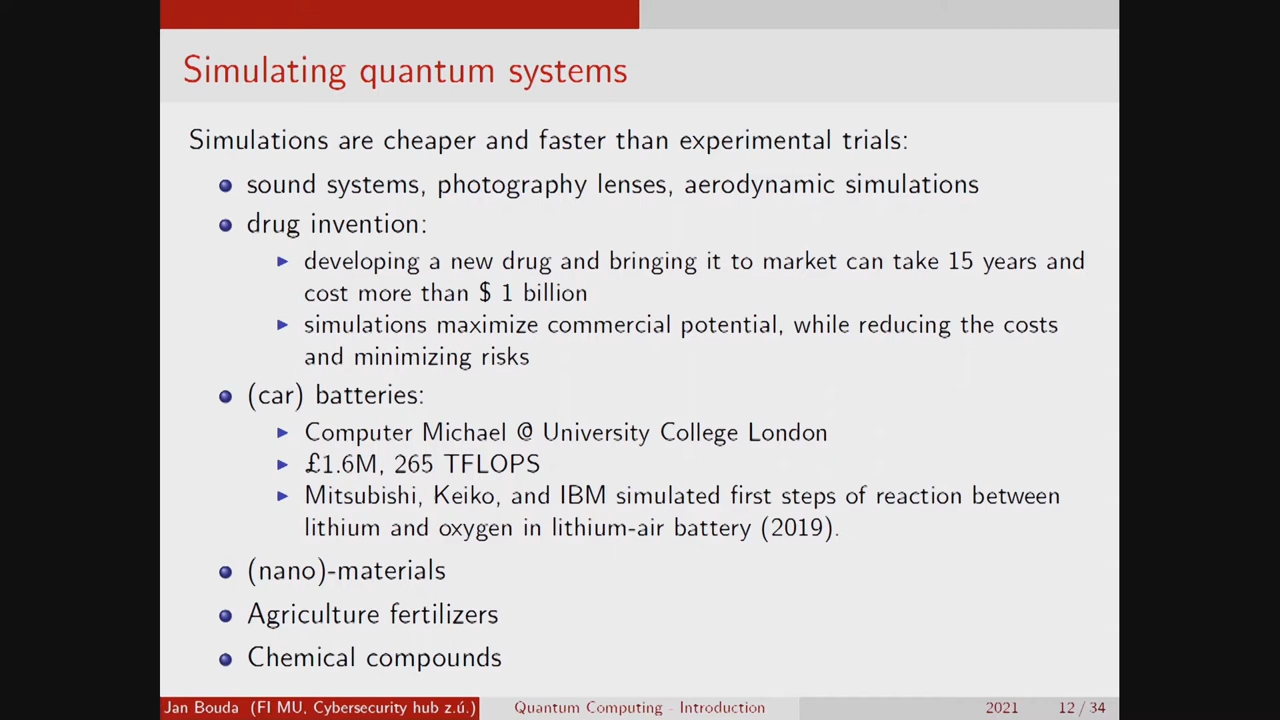 Simulating quantum systems
Simulations are cheaper and faster than experimental trials:
sound systems, photography lenses, aerodynamic simulations
drug invention:
developing a new drug and bringing it to market can take 15 years and
cost more than $ 1 billion
simulations maximize commercial potential, while reducing the costs
and minimizing risks
(car) batteries:
Computer Michael @ University College London
£1.6M, 265 TFLOPS
Mitsubishi, Keiko, and IBM simulated first steps of reaction between
lithium and oxygen in lithium-air battery (2019).
(nano)-materials
Agriculture fertilizers
Chemical compounds
Jan Bouda (FI MU, Cybersecurity hub z.ú.) Quantum Computing - Introduction 2021 12 / 34